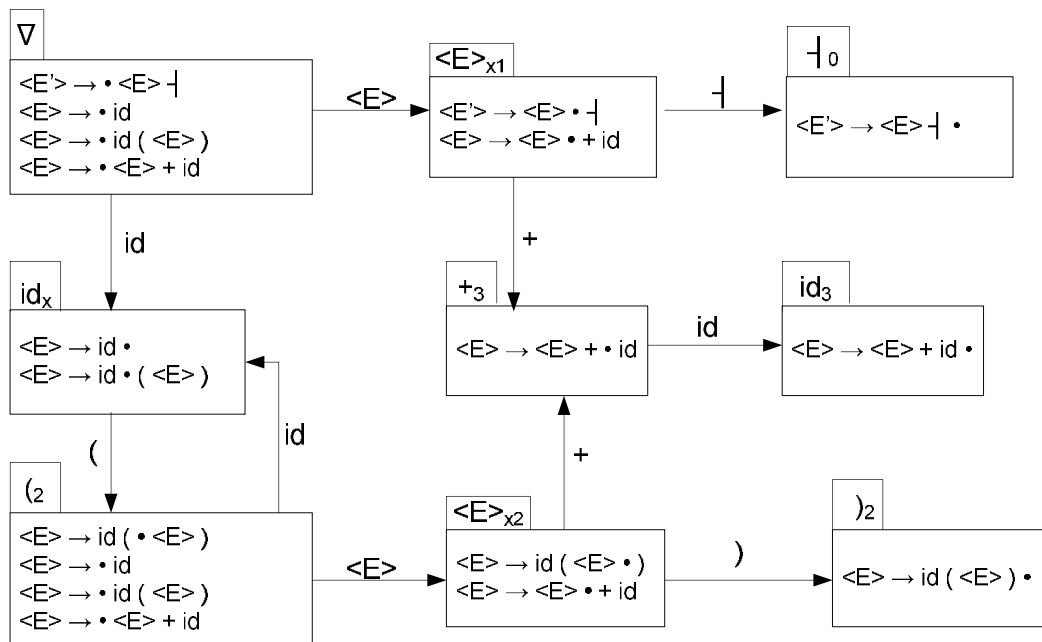 ∇
<E'> → • <E> ⊣
<E> → • id
<E> → • id ( <E> )
<E> → • <E> + id
<E>
<E>x1
<E'> → <E> • ⊣
<E> → <E> • + id
⊣
⊣0
<E'> → <E> ⊣ •
id
+
idx
<E> → id •
<E> → id • ( <E> )
+3
<E> → <E> + • id
id
id3
<E> → <E> + id •
(
id
+
(2
<E> → id ( • <E> )
<E> → • id
<E> → • id ( <E> )
<E> → • <E> + id
<E>
<E>x2
<E> → id ( <E> • )
<E> → <E> • + id
)
)2
<E> → id ( <E> ) •